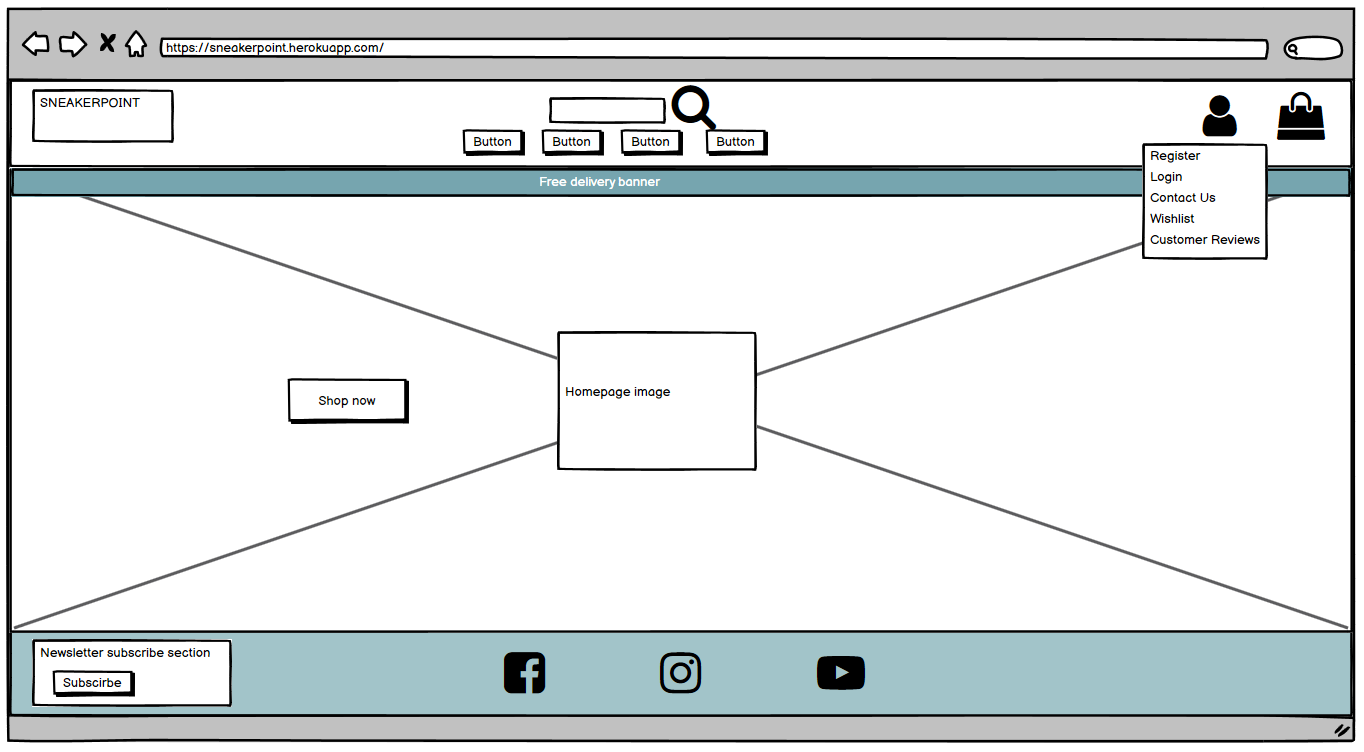 https://sneakerpoint.herokuapp.com/
SNEAKERPOINT
Button Button Button Button
Register
Login
Contact Us
Wishlist
Customer Reviews
Free delivery banner
Homepage image
Shop now
Newsletter subscribe section
Subscirbe